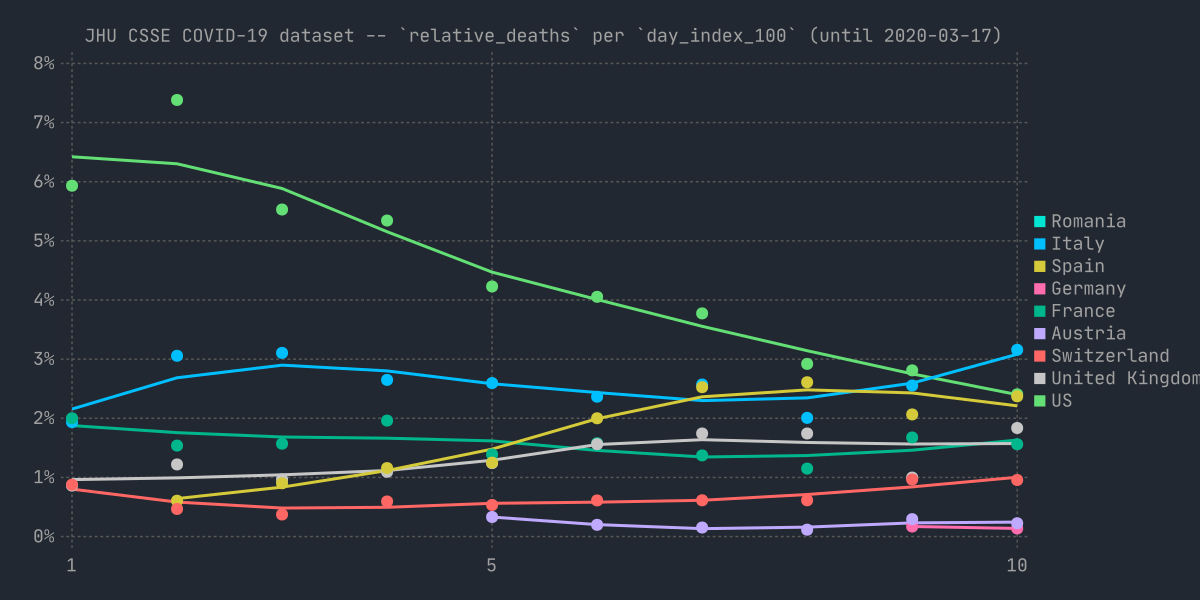 JHU CSSE COVID-19 dataset -- `relative_deaths` per `day_index_100` (until 2020-03-17)
8%
7%
6%
5%
4%
3%
2%
1%
0%
1
5
10
Romania
Italy
Spain
Germany
France
Austria
Switzerland
United Kingdom
US